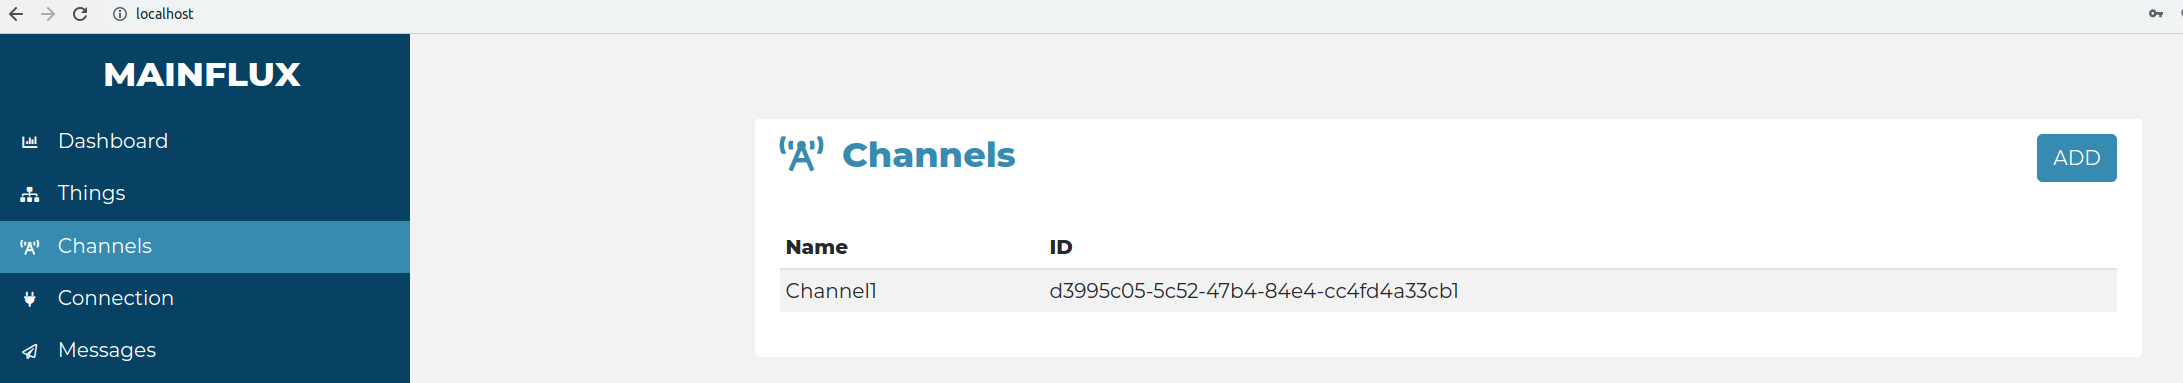 localhost
MAINFLUX
Dashboard
Things
Channels
Connection
Messages
Channels
ADD
Name ID
Channel1 d3995c05-5c52-47b4-84e4-cc4fd4a33cb1